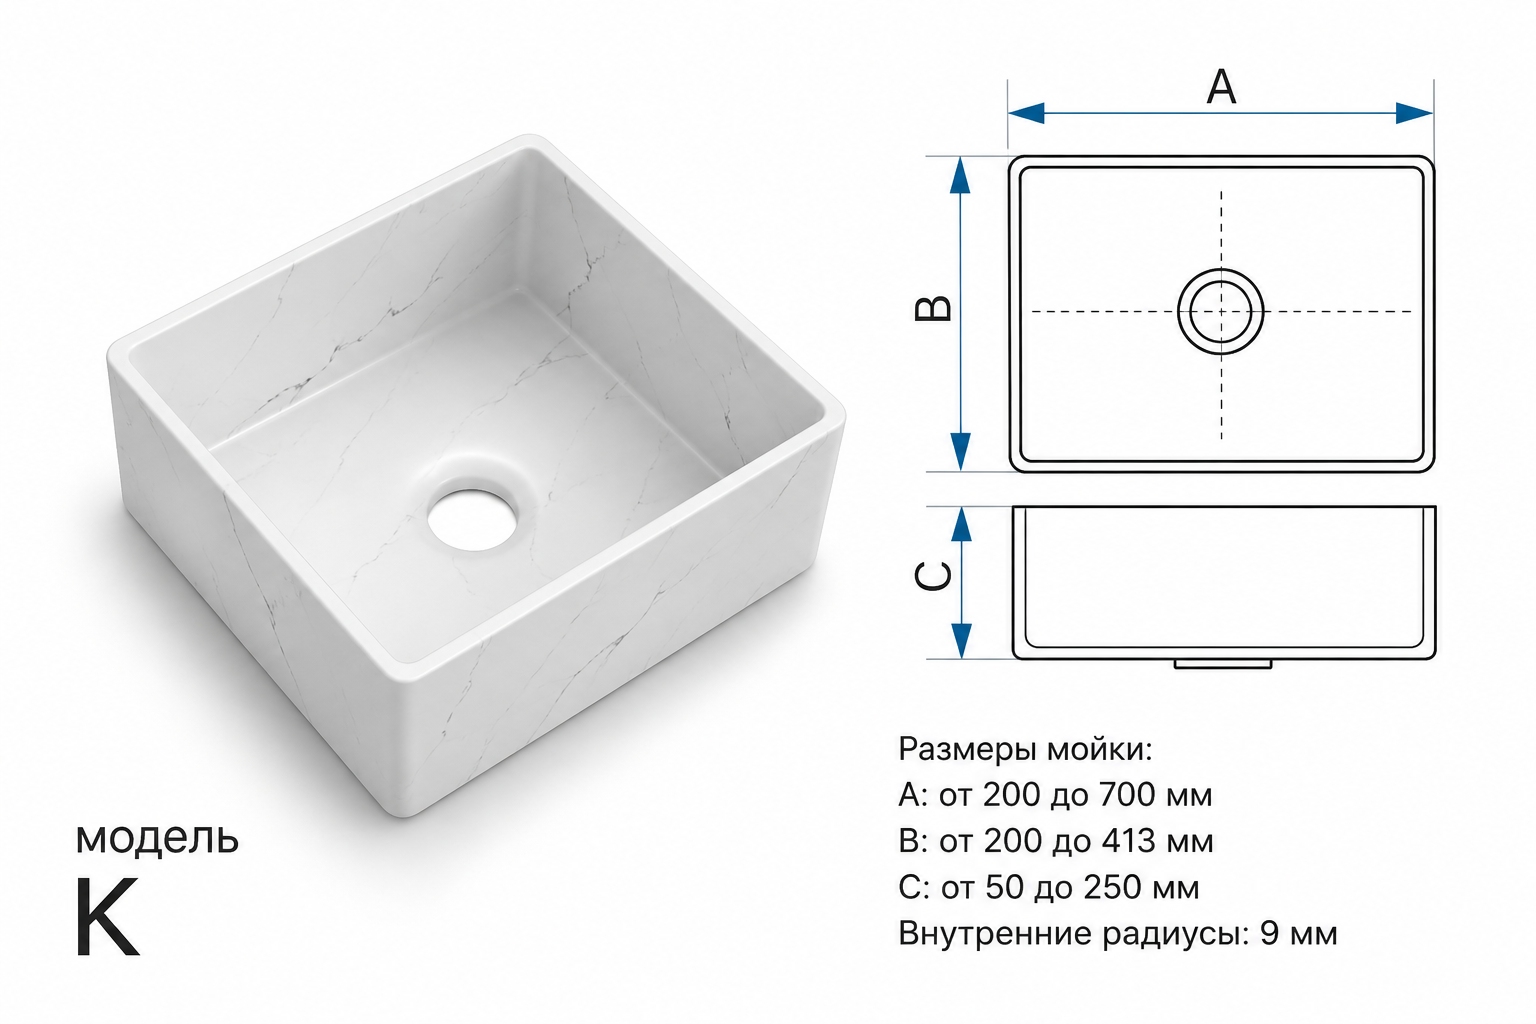 A
B
C
Размеры мойки:
A: от 200 до 700 мм
B: от 200 до 413 мм
C: от 50 до 250 мм
Внутренние радиусы: 9 мм
модель
K